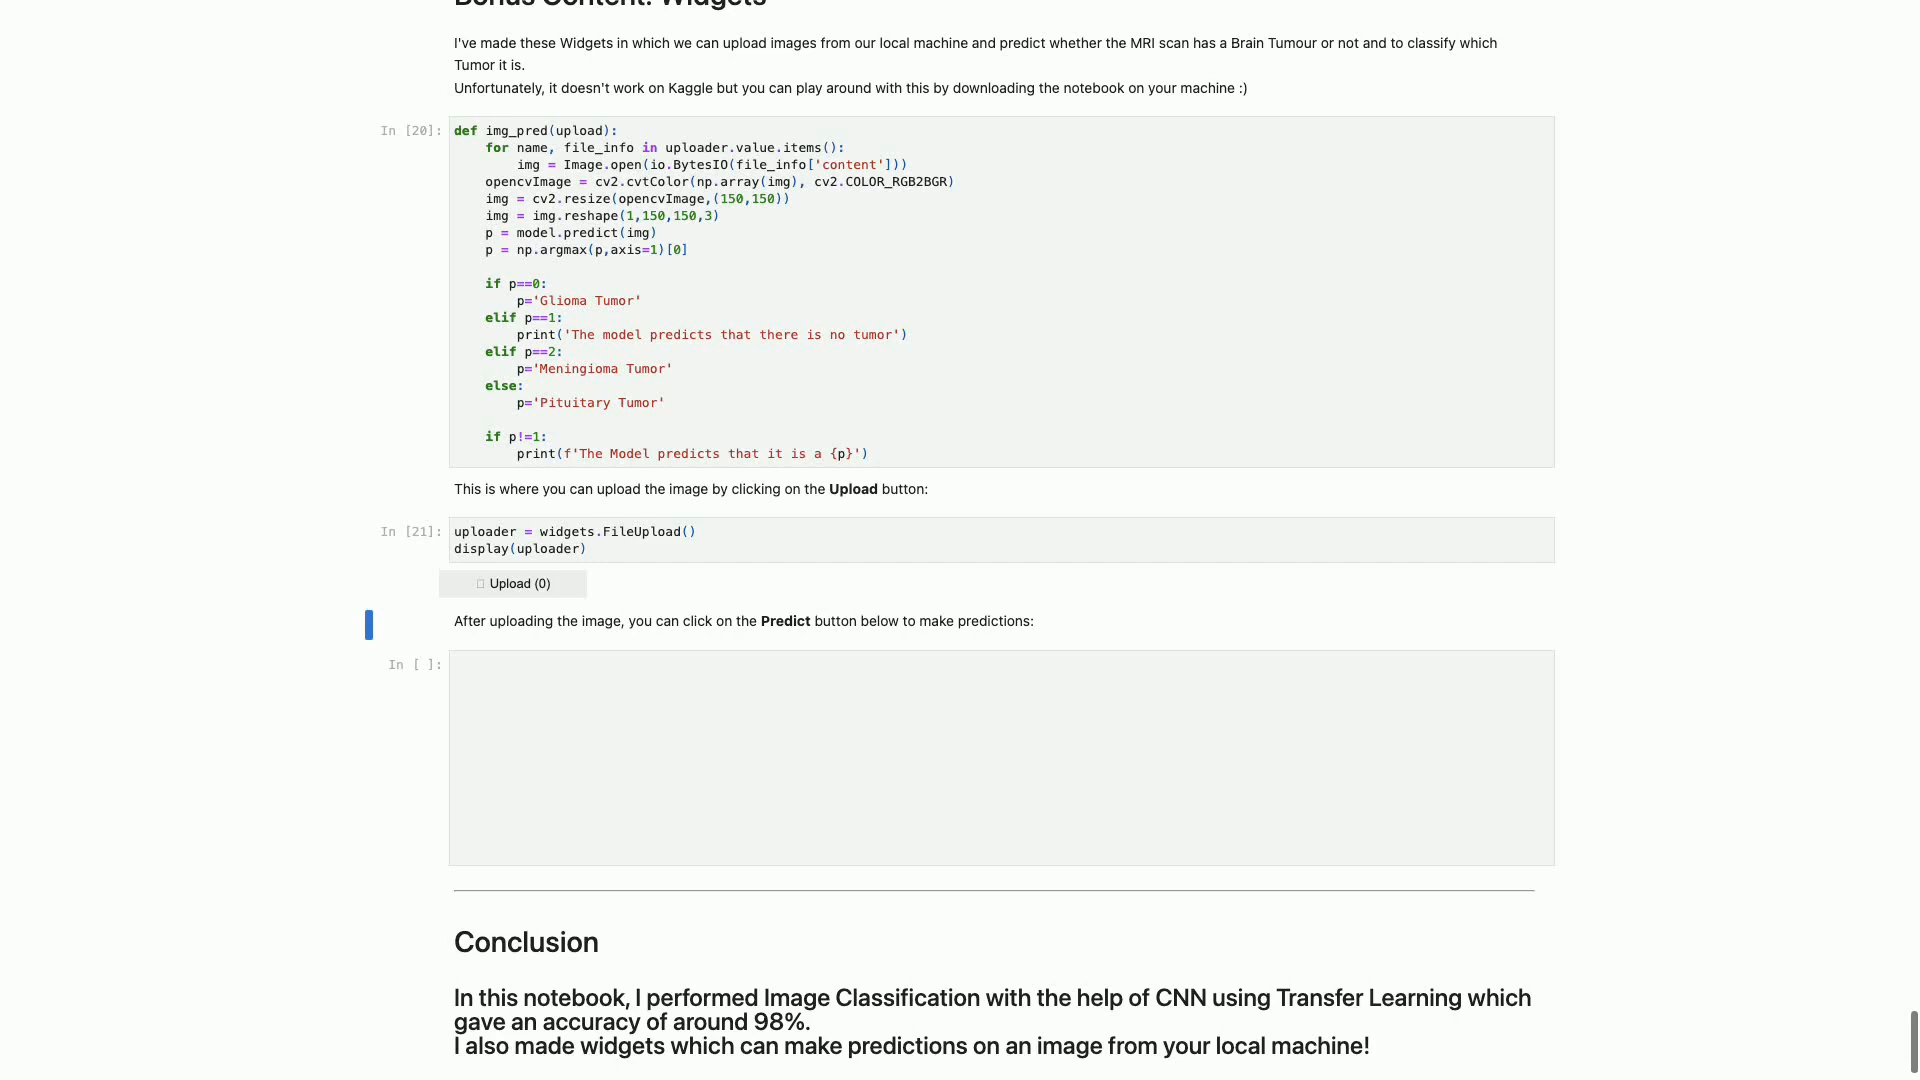 Bonus Content: Widgets
I've made these Widgets in which we can upload images from our local machine and predict whether the MRI scan has a Brain Tumour or not and to classify which
Tumor it is.
Unfortunately, it doesn't work on Kaggle but you can play around with this by downloading the notebook on your machine :)
In [20]:
def img_pred(upload):
    for name, file_info in uploader.value.items():
        img = Image.open(io.BytesIO(file_info['content']))
    opencvImage = cv2.cvtColor(np.array(img), cv2.COLOR_RGB2BGR)
    img = cv2.resize(opencvImage,(150,150))
    img = img.reshape(1,150,150,3)
    p = model.predict(img)
    p = np.argmax(p,axis=1)[0]
    if p==0:
        p='Glioma Tumor'
    elif p==1:
        print('The model predicts that there is no tumor')
    elif p==2:
        p='Meningioma Tumor'
    else:
        p='Pituitary Tumor'
    if p!=1:
        print(f'The Model predicts that it is a {p}')
This is where you can upload the image by clicking on the Upload button:
In [21]:
uploader = widgets.FileUpload()
display(uploader)
Upload (0)
After uploading the image, you can click on the Predict button below to make predictions:
In [ ]:
Conclusion
In this notebook, I performed Image Classification with the help of CNN using Transfer Learning which
gave an accuracy of around 98%.
I also made widgets which can make predictions on an image from your local machine!